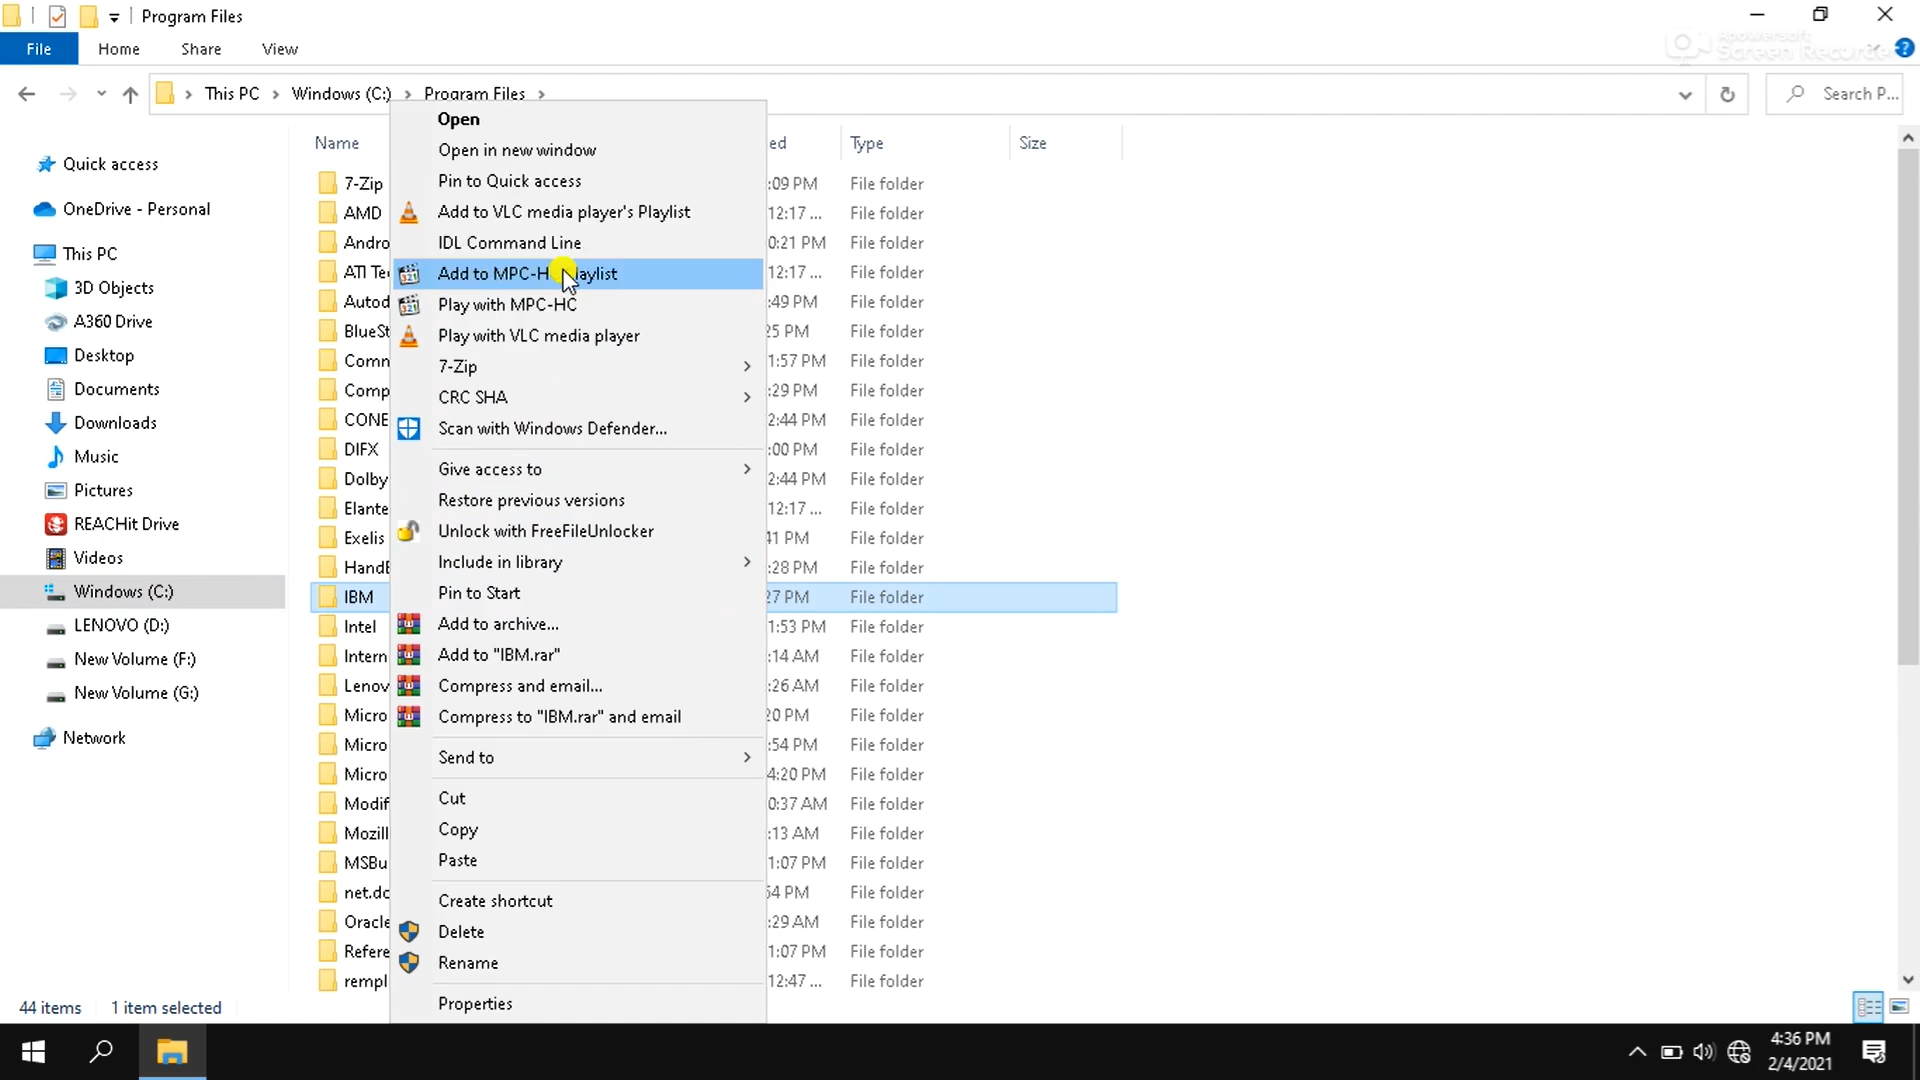 Program Files
File Home Share View
Apowersoft
Screen Recorder
This PC Windows (C:) Program Files Search P...
Name Type Size
Quick access
OneDrive - Personal
This PC
3D Objects
A360 Drive
Desktop
Documents
Downloads
Music
Pictures
REACHit Drive
Videos
Windows (C:)
LENOVO (D:)
New Volume (F:)
New Volume (G:)
Network
7-Zip :09 PM File folder
AMD 12:17 ... File folder
Andro 0:21 PM File folder
ATI Te 12:17 ... File folder
Autod :49 PM File folder
BlueSt 25 PM File folder
Comn 1:57 PM File folder
Comp :29 PM File folder
CONE 2:44 PM File folder
DIFX :00 PM File folder
Dolby 2:44 PM File folder
Elante 12:17 ... File folder
Exelis 41 PM File folder
HandB :28 PM File folder
IBM 27 PM File folder
Intel 1:53 PM File folder
Intern :14 AM File folder
Lenov :26 AM File folder
Micro 20 PM File folder
Micro :54 PM File folder
Micro 4:20 PM File folder
Modif 0:37 AM File folder
Mozill :13 AM File folder
MSBu 1:07 PM File folder
net.dc 54 PM File folder
Oracle :29 AM File folder
Refere 1:07 PM File folder
rempl 12:47 ... File folder
Open
Open in new window
Pin to Quick access
Add to VLC media player's Playlist
IDL Command Line
Add to MPC-HC Playlist
Play with MPC-HC
Play with VLC media player
7-Zip
CRC SHA
Scan with Windows Defender...
Give access to
Restore previous versions
Unlock with FreeFileUnlocker
Include in library
Pin to Start
Add to archive...
Add to "IBM.rar"
Compress and email...
Compress to "IBM.rar" and email
Send to
Cut
Copy
Paste
Create shortcut
Delete
Rename
Properties
44 items 1 item selected
4:36 PM
2/4/2021